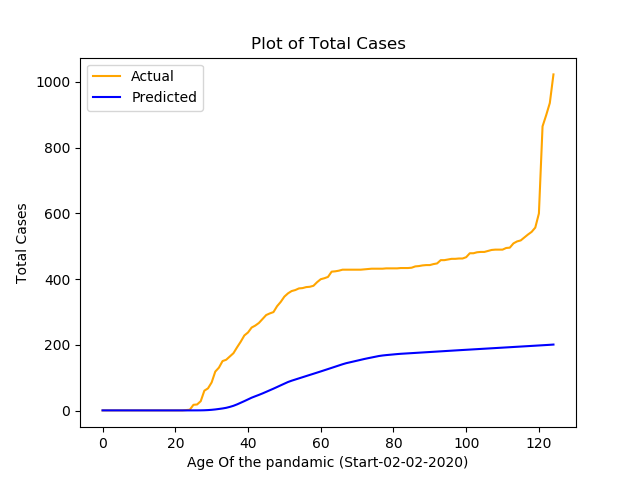 Plot of Total Cases
Actual
Predicted
1000
800
600
400
200
0
Total Cases
0 20 40 60 80 100 120
Age Of the pandamic (Start-02-02-2020)